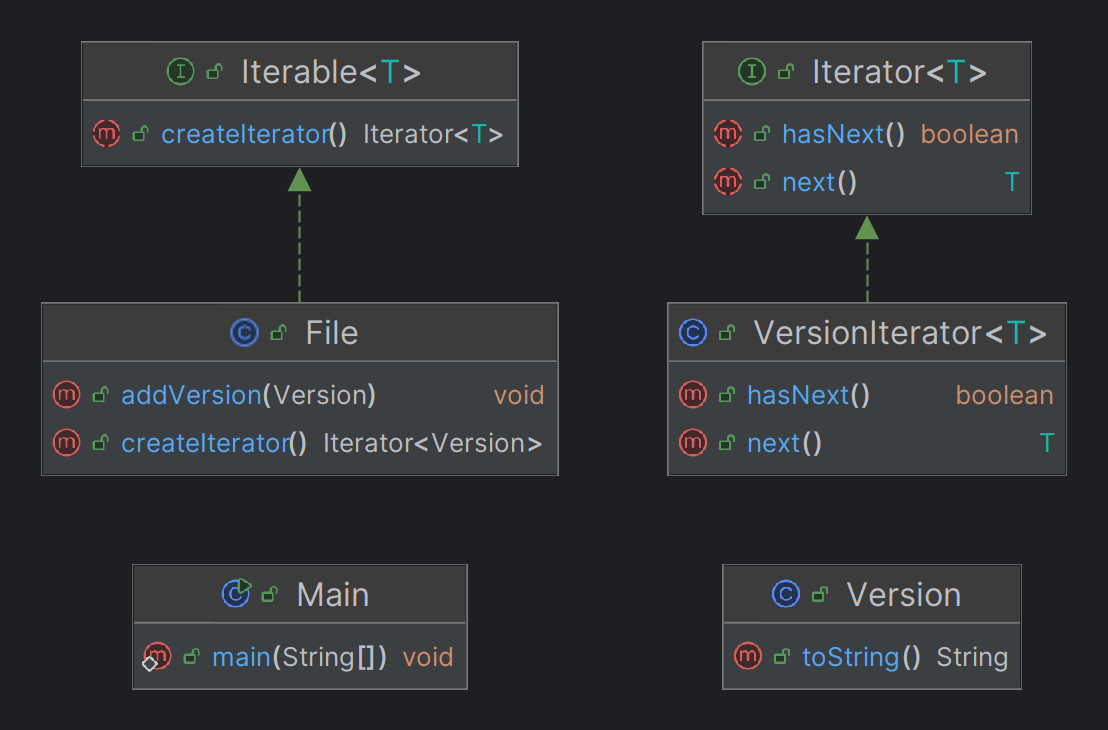 Iterable<T>
createIterator() Iterator<T>
Iterator<T>
hasNext() boolean
next() T
File
addVersion(Version) void
createIterator() Iterator<Version>
VersionIterator<T>
hasNext() boolean
next() T
Main
main(String[]) void
Version
toString() String